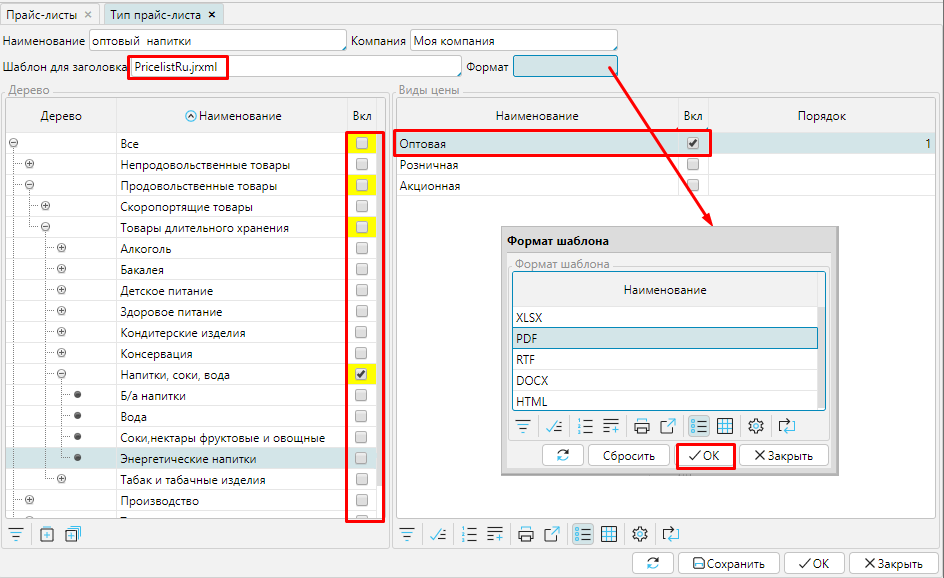 Прайс-листы × Тип прайс-листа ×
Наименование оптовый напитки Компания Моя компания
Шаблон для заголовка PricelistRu.jrxml Формат
Дерево
Дерево Наименование Вкл
Все
Непродовольственные товары
Продовольственные товары
Скоропортящие товары
Товары длительного хранения
Алкоголь
Бакалея
Детское питание
Здоровое питание
Кондитерские изделия
Консервация
Напитки, соки, вода
Б/а напитки
Вода
Соки,нектары фруктовые и овощные
Энергетические напитки
Табак и табачные изделия
Производство
Виды цены
Наименование Вкл Порядок
Оптовая 1
Розничная
Акционная
Формат шаблона
Формат шаблона
Наименование
XLSX
PDF
RTF
DOCX
HTML
Сбросить OK Закрыть
Сохранить OK Закрыть